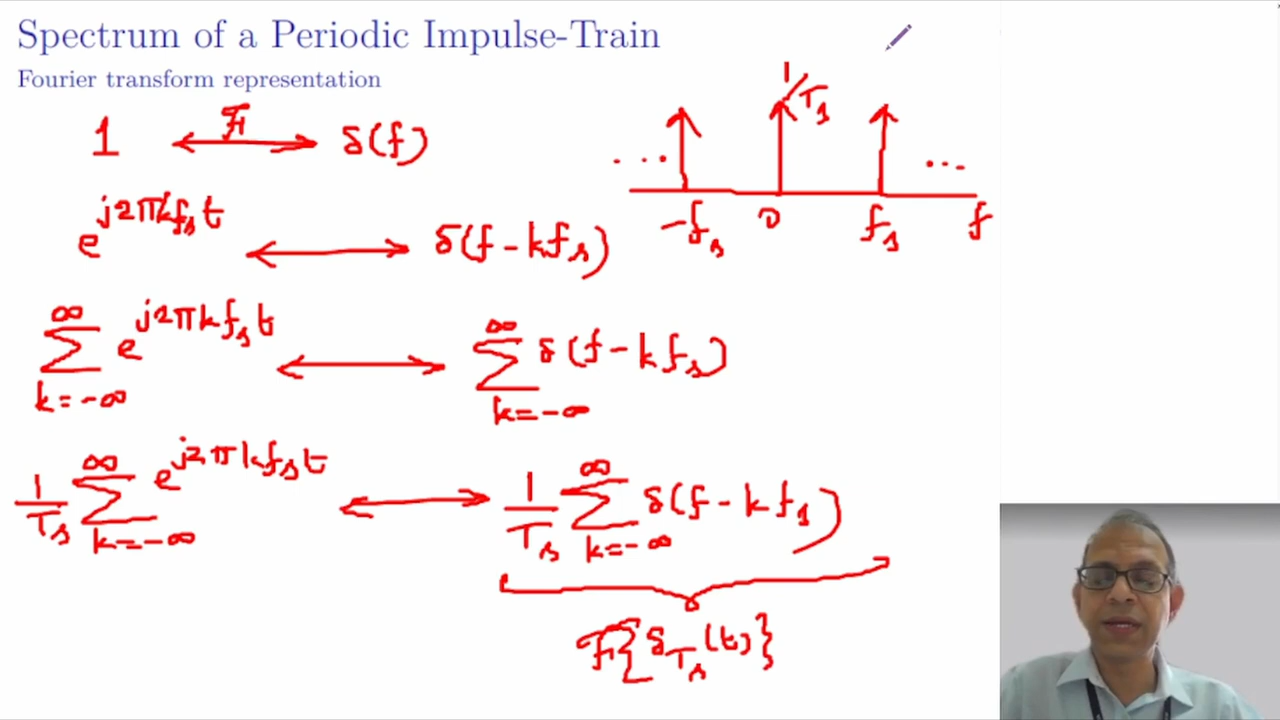 Spectrum of a Periodic Impulse-Train
Fourier transform representation
1 ⟷ℱ δ(f)
e^{j2πkf_s t} ⟷ δ(f - kf_s)
∑_{k=-∞}^{∞} e^{j2πkf_s t} ⟷ ∑_{k=-∞}^{∞} δ(f - kf_s)
1/T_s ∑_{k=-∞}^{∞} e^{j2πkf_s t} ⟷ 1/T_s ∑_{k=-∞}^{∞} δ(f - kf_s)
ℱ{δ_{T_s}(t)}
1/T_s
... ...
-f_s 0 f_s f